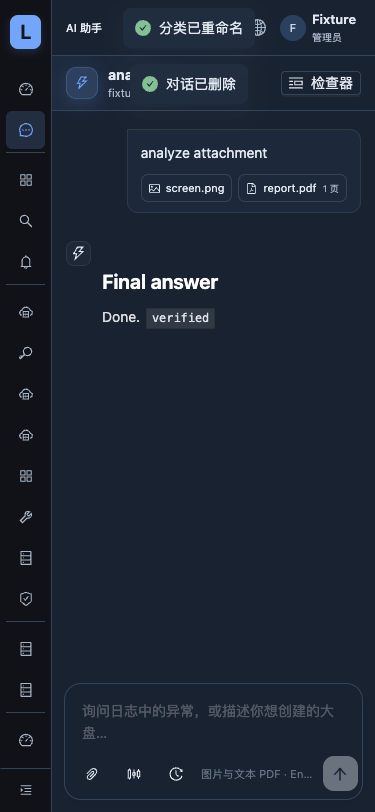 L
AI 助手
分类已重命名
F
Fixture
管理员
ana
fixtu
对话已删除
检查器
analyze attachment
screen.png
report.pdf 1 页
Final answer
Done. verified
询问日志中的异常，或描述你想创建的大
盘...
图片与文本 PDF · En...